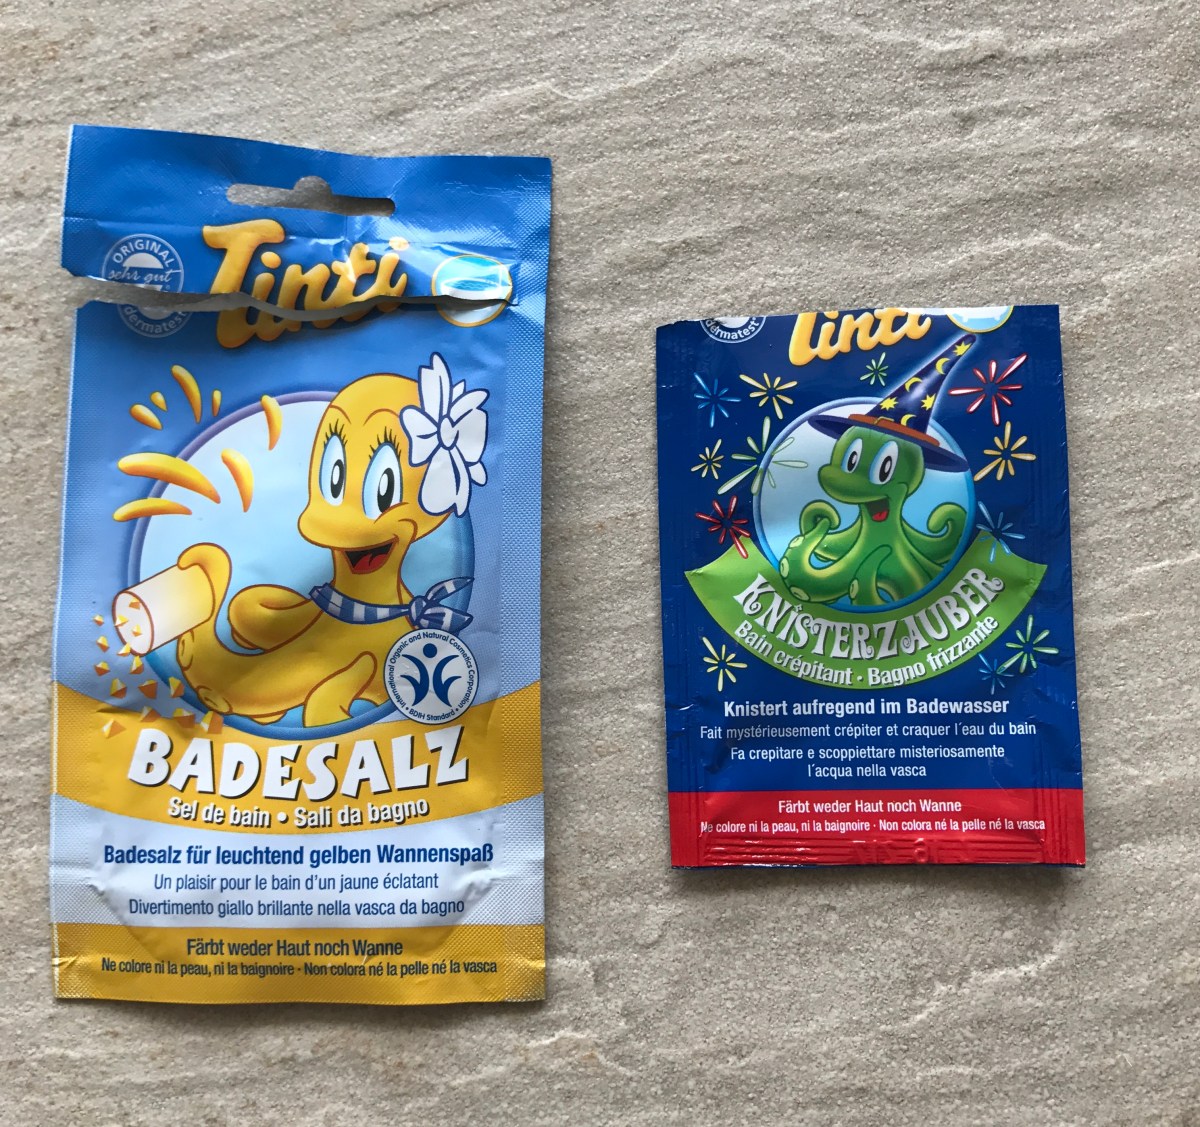 Tinti
ORIGINAL
sehr gut
dermatest
International Organic and Natural Cosmetics Corporation • BDIH Standard •
BADESALZ
Sel de bain • Sali da bagno
Badesalz für leuchtend gelben Wannenspaß
Un plaisir pour le bain d'un jaune éclatant
Divertimento giallo brillante nella vasca da bagno
Färbt weder Haut noch Wanne
Ne colore ni la peau, ni la baignoire - Non colora né la pelle né la vasca
Tinti
dermatest
KNISTERZAUBER
Bain crépitant · Bagno frizzante
Knistert aufregend im Badewasser
Fait mystérieusement crépiter et craquer l´eau du bain
Fa crepitare e scoppiettare misteriosamente
l´acqua nella vasca
Färbt weder Haut noch Wanne
Ne colore ni la peau, ni la baignoire · Non colora né la pelle né la vasca